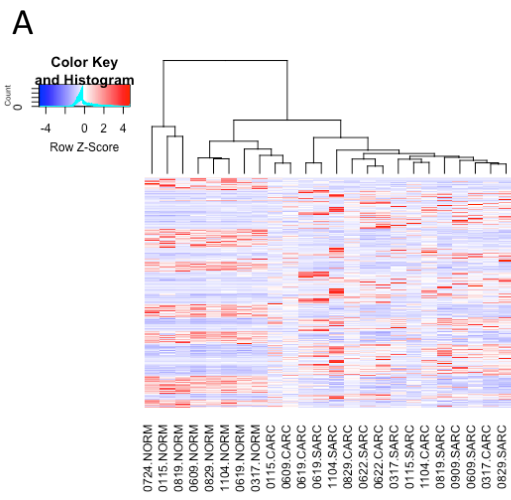 A
Color Key
and Histogram
Count
0
-4 0 2 4
Row Z-Score
0724.NORM
0115.NORM
0819.NORM
0609.NORM
0829.NORM
1104.NORM
0619.NORM
0317.NORM
0115.CARC
0609.CARC
0619.CARC
0619.SARC
1104.SARC
0829.CARC
0622.SARC
0622.CARC
0317.SARC
0115.SARC
1104.CARC
0819.SARC
0909.SARC
0609.SARC
0317.CARC
0829.SARC